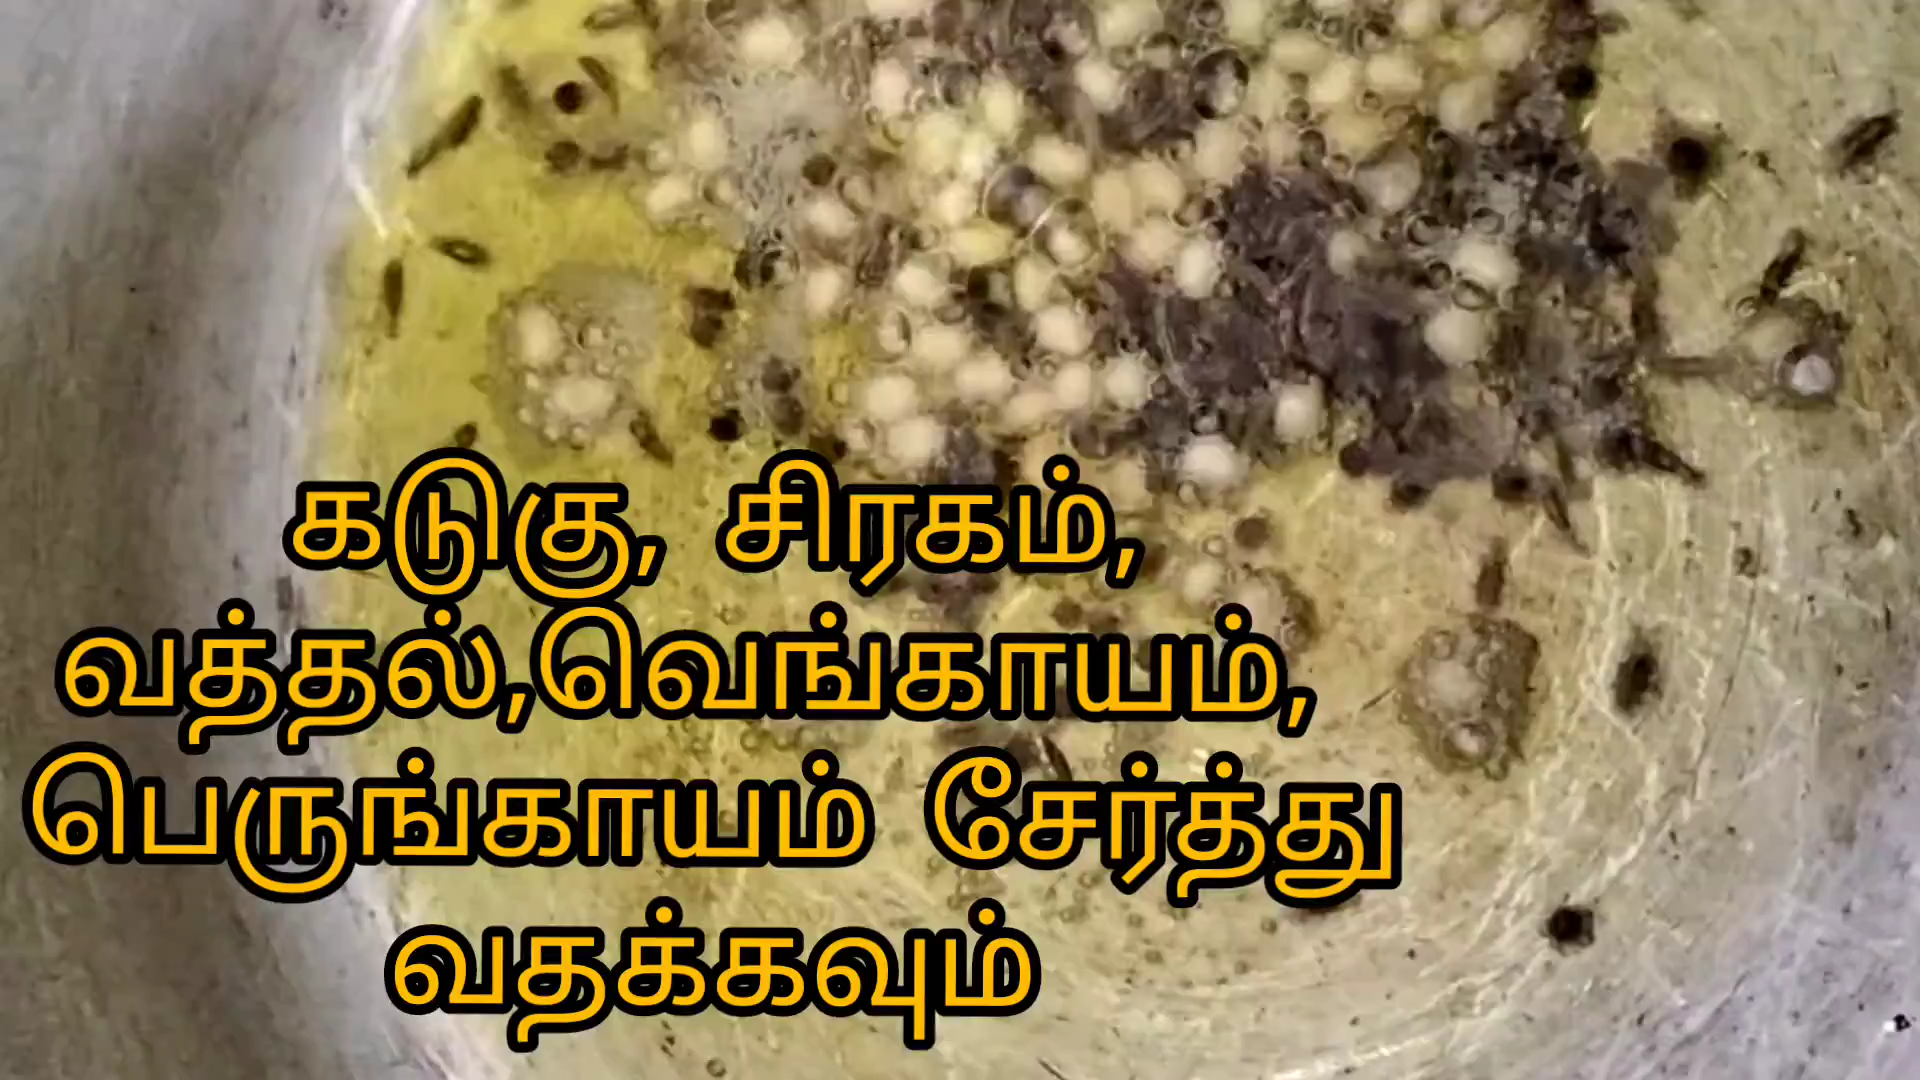 கடுகு, சிரகம்,
வத்தல்,வெங்காயம்,
பெருங்காயம் சேர்த்து
வதக்கவும்